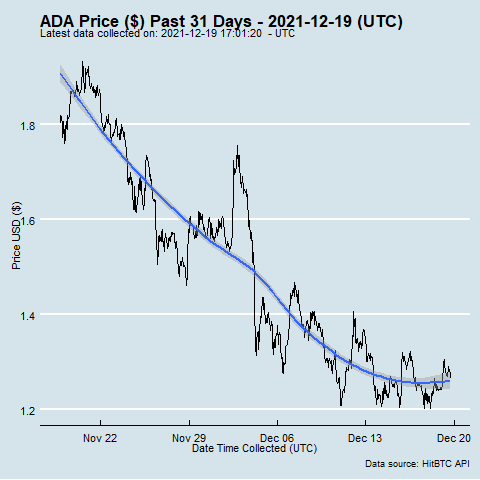 ADA Price ($) Past 31 Days - 2021-12-19 (UTC)
Latest data collected on: 2021-12-19 17:01:20 - UTC
1.8
1.6
1.4
1.2
Price USD ($)
Nov 22
Nov 29
Dec 06
Dec 13
Dec 20
Date Time Collected (UTC)
Data source: HitBTC API